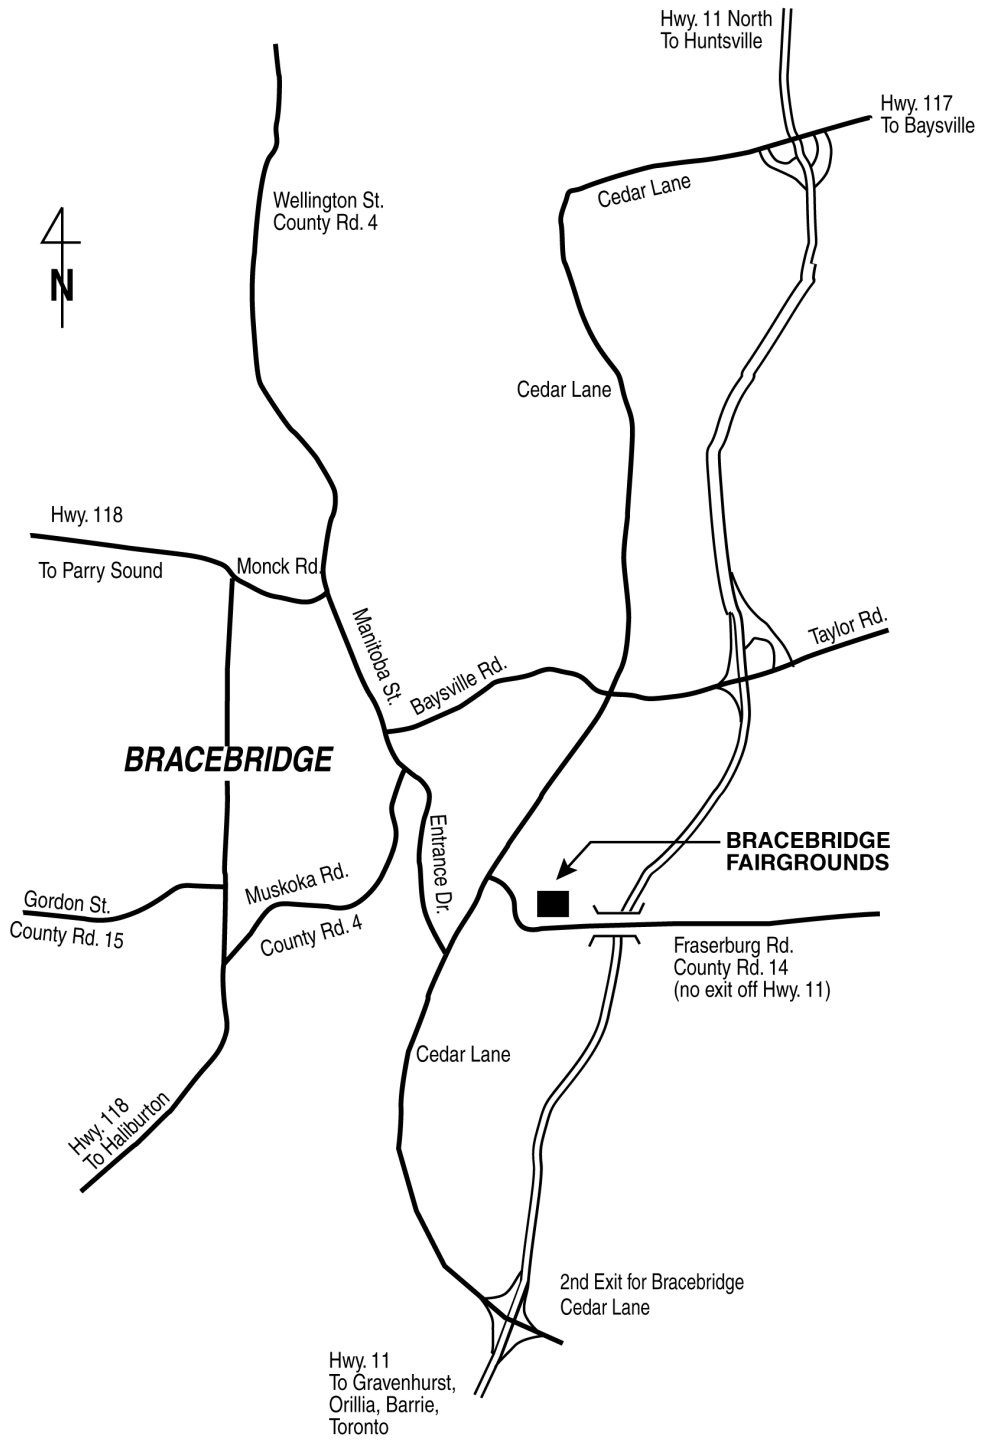 Hwy. 11 North
To Huntsville
Hwy. 117
To Baysville
Cedar Lane
Wellington St.
County Rd. 4
N
Cedar Lane
Hwy. 118
To Parry Sound
Monck Rd.
Manitoba St.
Baysville Rd.
Taylor Rd.
BRACEBRIDGE
Entrance Dr.
BRACEBRIDGE
FAIRGROUNDS
Muskoka Rd.
County Rd. 4
Gordon St.
County Rd. 15
Fraserburg Rd.
County Rd. 14
(no exit off Hwy. 11)
Cedar Lane
Hwy. 118
To Haliburton
2nd Exit for Bracebridge
Cedar Lane
Hwy. 11
To Gravenhurst,
Orillia, Barrie,
Toronto